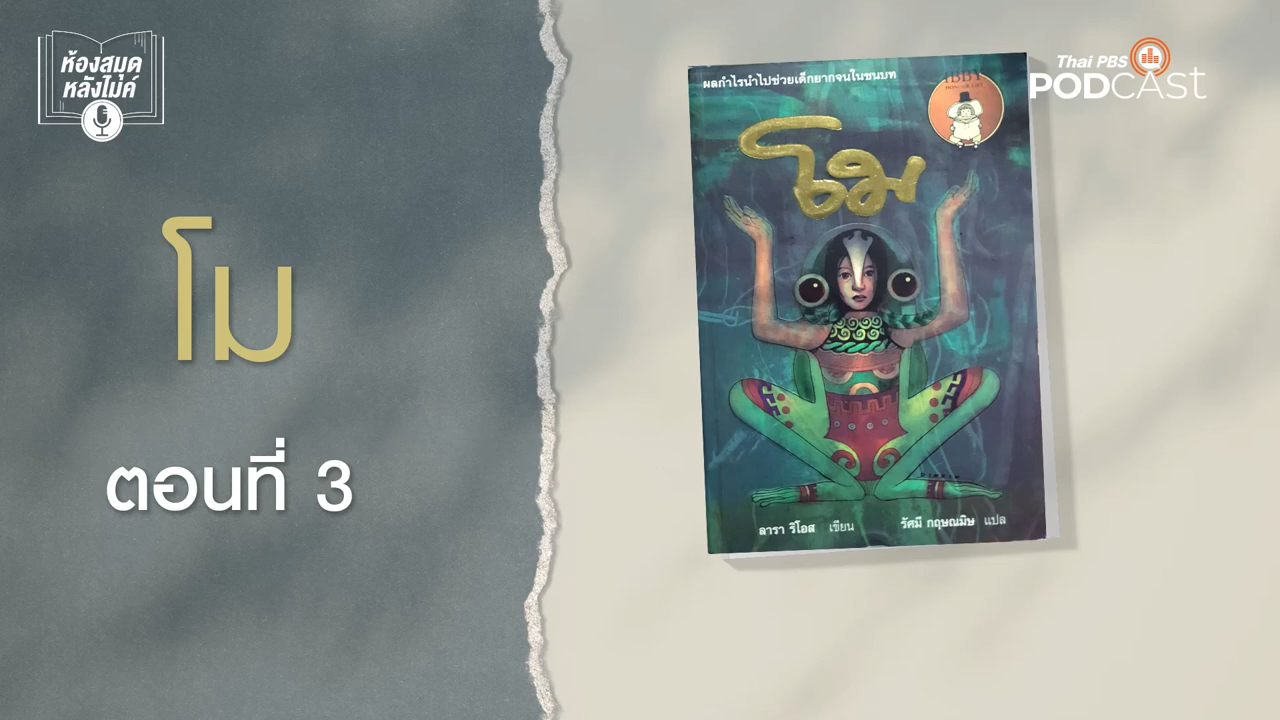 ห้องสมุด
หลังไมค์
โม
ตอนที่ 3
Thai PBS
PODCAST
ผลกำไรนำไปช่วยเด็กยากจนในชนบท
IBBY
HONOUR LIST
โม
ลารา ริโอส เขียน
รัศมี กฤษณมิษ แปล